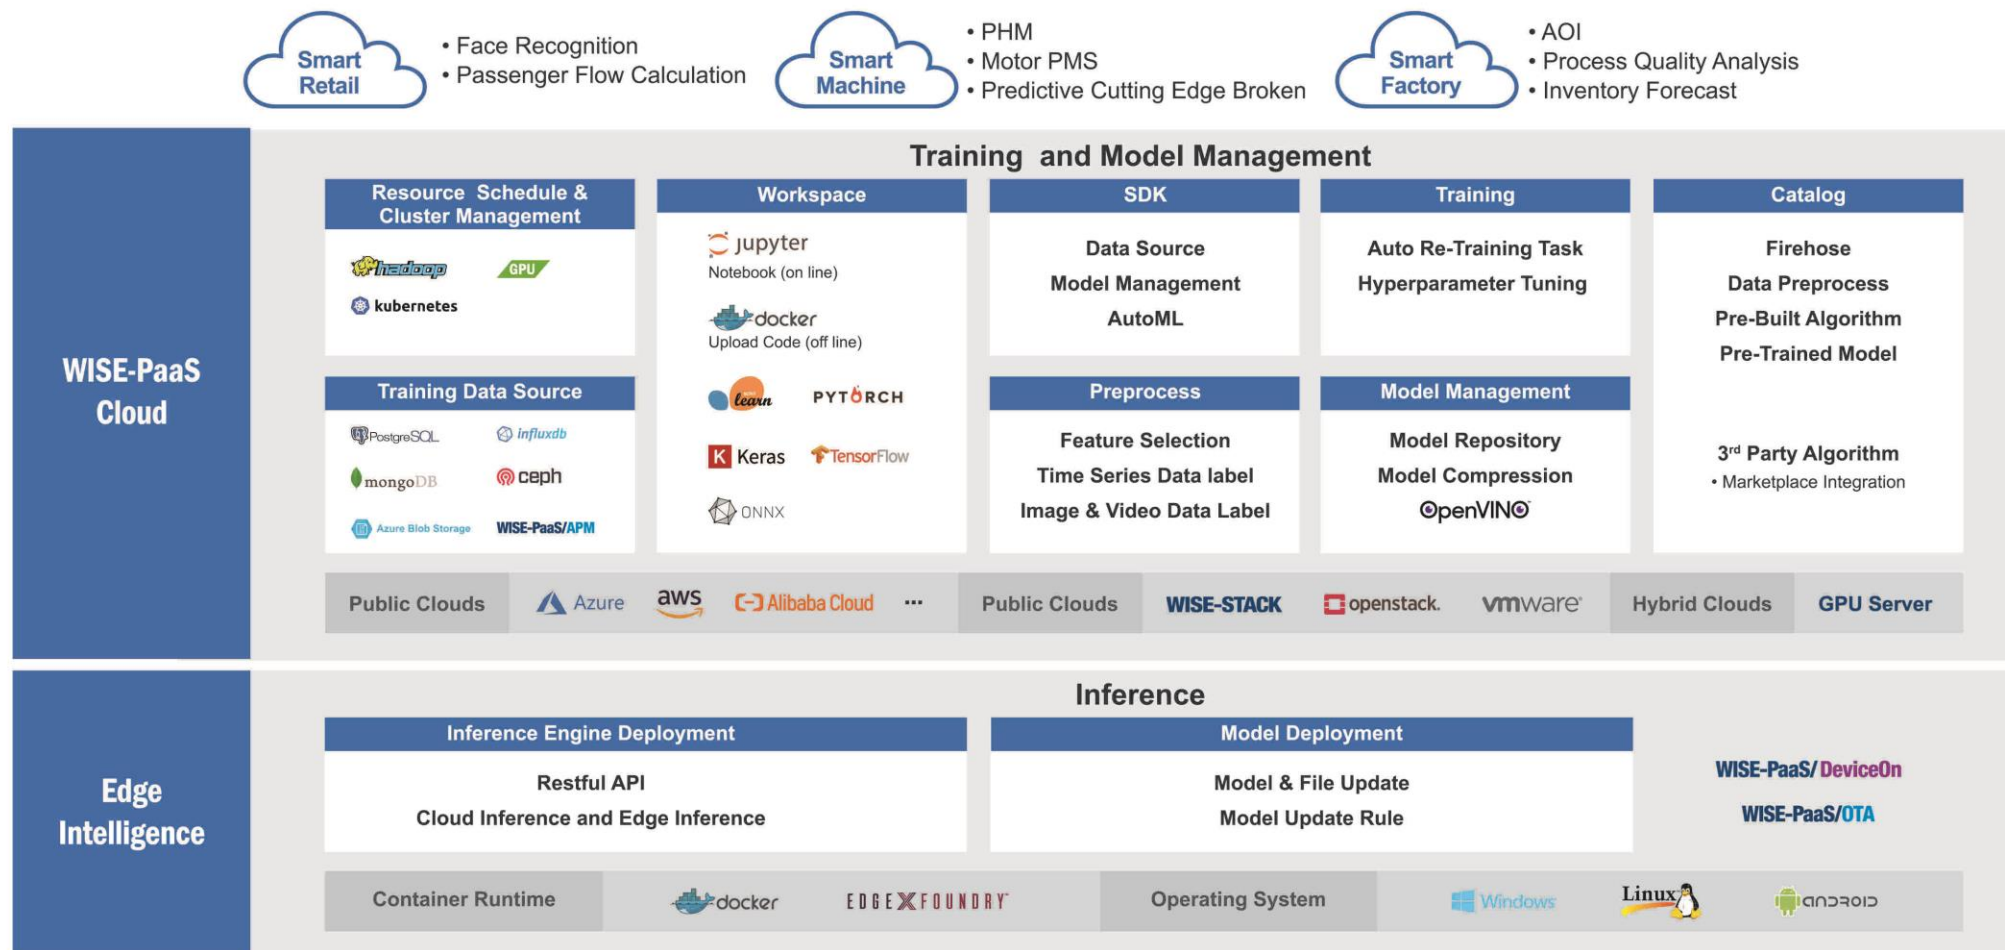 Smart
Retail
• Face Recognition
• Passenger Flow Calculation
Smart
Machine
• PHM
• Motor PMS
• Predictive Cutting Edge Broken
Smart
Factory
• AOI
• Process Quality Analysis
• Inventory Forecast
WISE-PaaS
Cloud
Training and Model Management
Resource Schedule &
Cluster Management
hadoop
GPU
kubernetes
Training Data Source
PostgreSQL
influxdb
mongoDB
ceph
Azure Blob Storage
WISE-PaaS/APM
Workspace
jupyter
Notebook (on line)
docker
Upload Code (off line)
learn
PYTORCH
K Keras
TensorFlow
ONNX
SDK
Data Source
Model Management
AutoML
Preprocess
Feature Selection
Time Series Data label
Image & Video Data Label
Training
Auto Re-Training Task
Hyperparameter Tuning
Model Management
Model Repository
Model Compression
OpenVINO
Catalog
Firehose
Data Preprocess
Pre-Built Algorithm
Pre-Trained Model
3rd Party Algorithm
• Marketplace Integration
Public Clouds
Azure
aws
(-) Alibaba Cloud
...
Public Clouds
WISE-STACK
openstack.
vmware
Hybrid Clouds
GPU Server
Edge
Intelligence
Inference
Inference Engine Deployment
Restful API
Cloud Inference and Edge Inference
Model Deployment
Model & File Update
Model Update Rule
WISE-PaaS/DeviceOn
WISE-PaaS/OTA
Container Runtime
docker
EDGE X FOUNDRY
Operating System
Windows
Linux
android